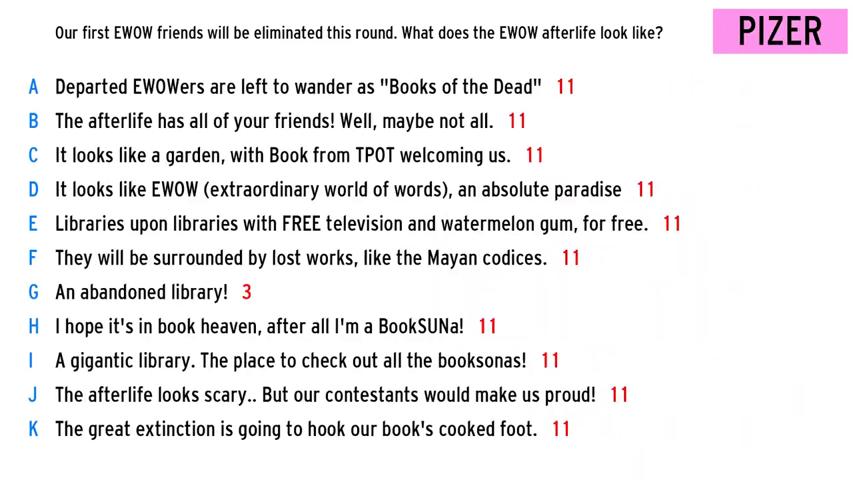 Our first EWOW friends will be eliminated this round. What does the EWOW afterlife look like?
PIZER
A Departed EWOWers are left to wander as "Books of the Dead" 11
B The afterlife has all of your friends! Well, maybe not all. 11
C It looks like a garden, with Book from TPOT welcoming us. 11
D It looks like EWOW (extraordinary world of words), an absolute paradise 11
E Libraries upon libraries with FREE television and watermelon gum, for free. 11
F They will be surrounded by lost works, like the Mayan codices. 11
G An abandoned library! 3
H I hope it's in book heaven, after all I'm a BookSUNa! 11
I A gigantic library. The place to check out all the booksonas! 11
J The afterlife looks scary.. But our contestants would make us proud! 11
K The great extinction is going to hook our book's cooked foot. 11